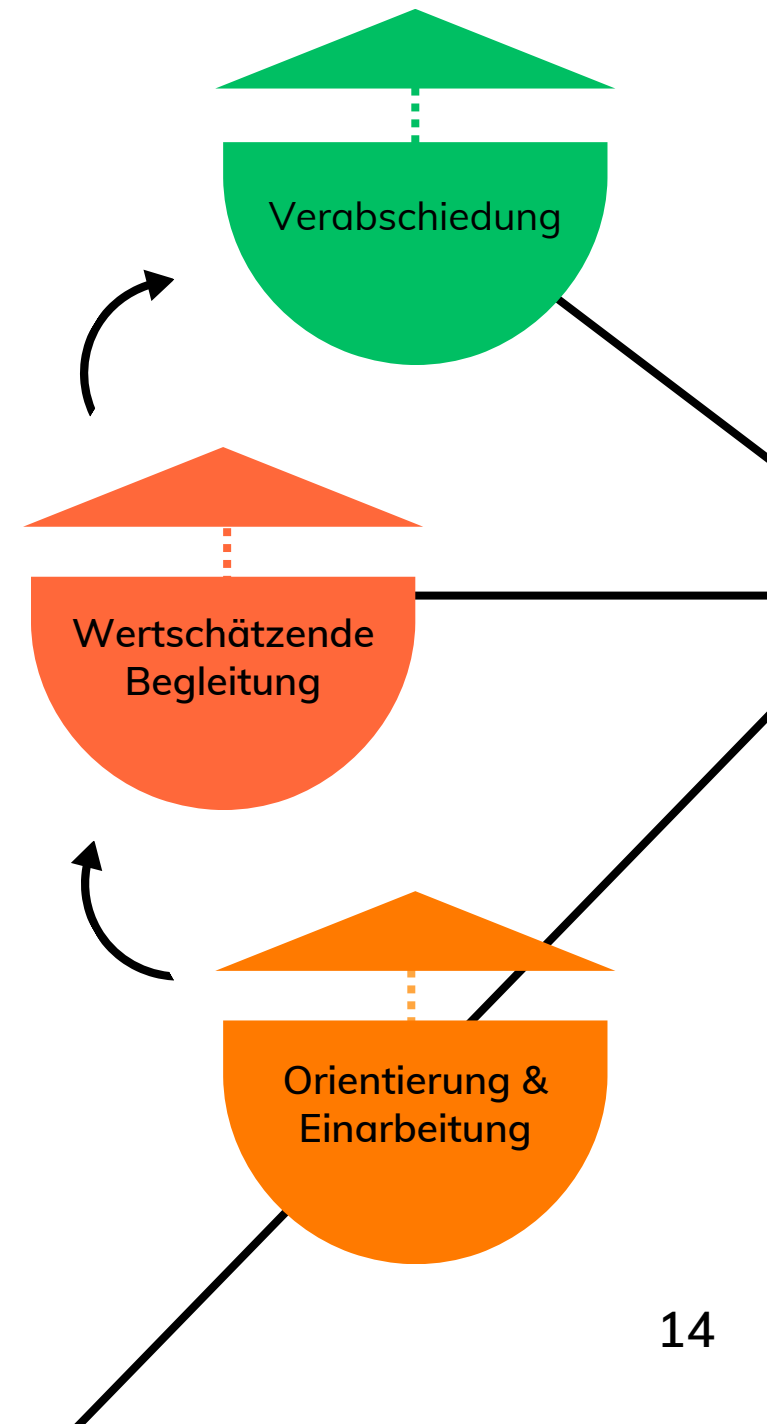 Verabschiedung
Wertschätzende
Begleitung
Orientierung &
Einarbeitung
14